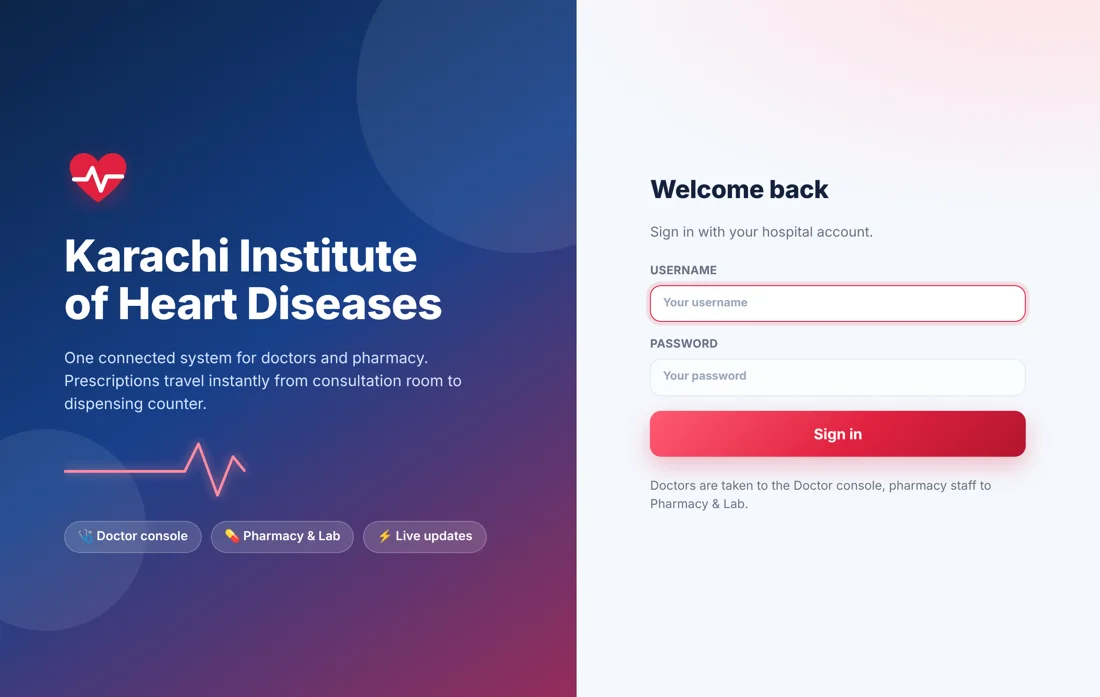 Karachi Institute
of Heart Diseases
One connected system for doctors and pharmacy.
Prescriptions travel instantly from consultation room to
dispensing counter.
🩺 Doctor console
💊 Pharmacy & Lab
⚡ Live updates
Welcome back
Sign in with your hospital account.
USERNAME
Your username
PASSWORD
Your password
Sign in
Doctors are taken to the Doctor console, pharmacy staff to
Pharmacy & Lab.